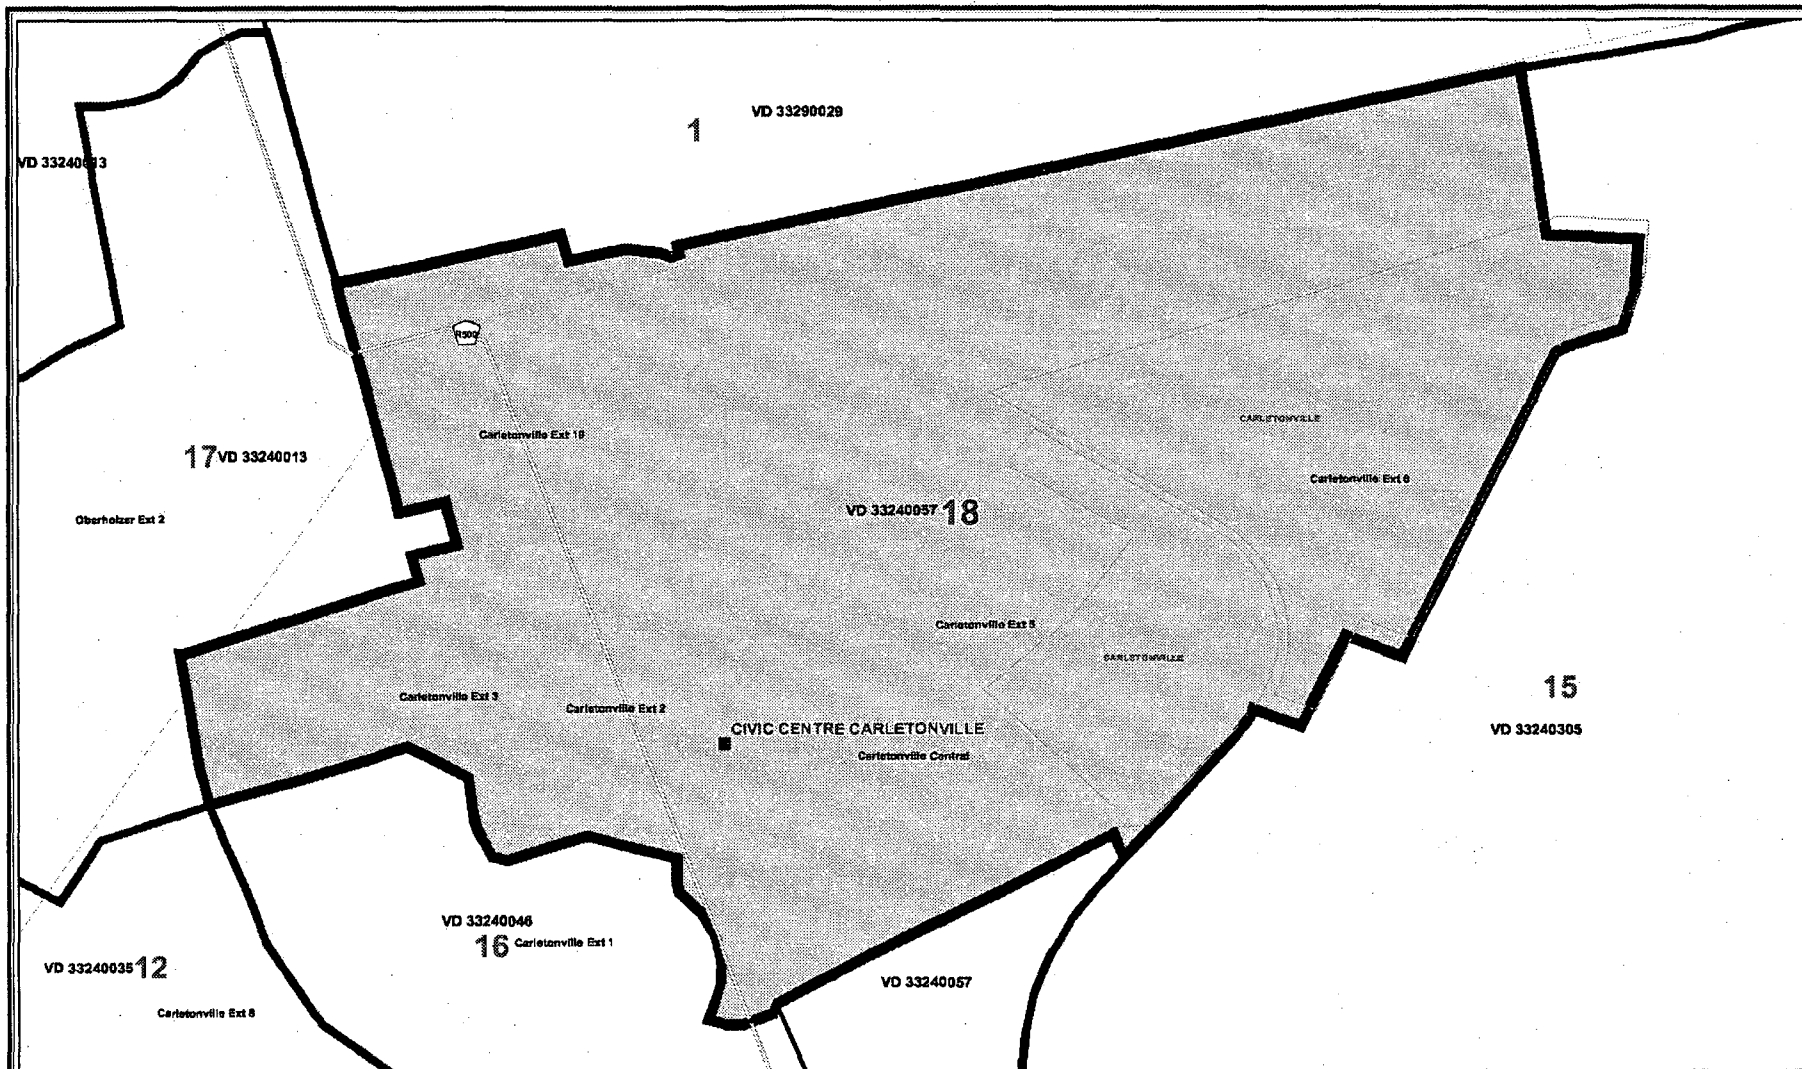 VD 33290029
1
VD 33240013
R500
CARLETONVILLE
Carletonville Ext 10
17 VD 33240013
Carletonville Ext 6
VD 33240057 18
Oberholzer Ext 2
Carletonville Ext 5
CARLETONVILLE
15
Carletonville Ext 3
Carletonville Ext 2
CIVIC CENTRE CARLETONVILLE
VD 33240305
Carletonville Central
VD 33240046
16 Carletonville Ext 1
VD 33240035 12
VD 33240057
Carletonville Ext 8